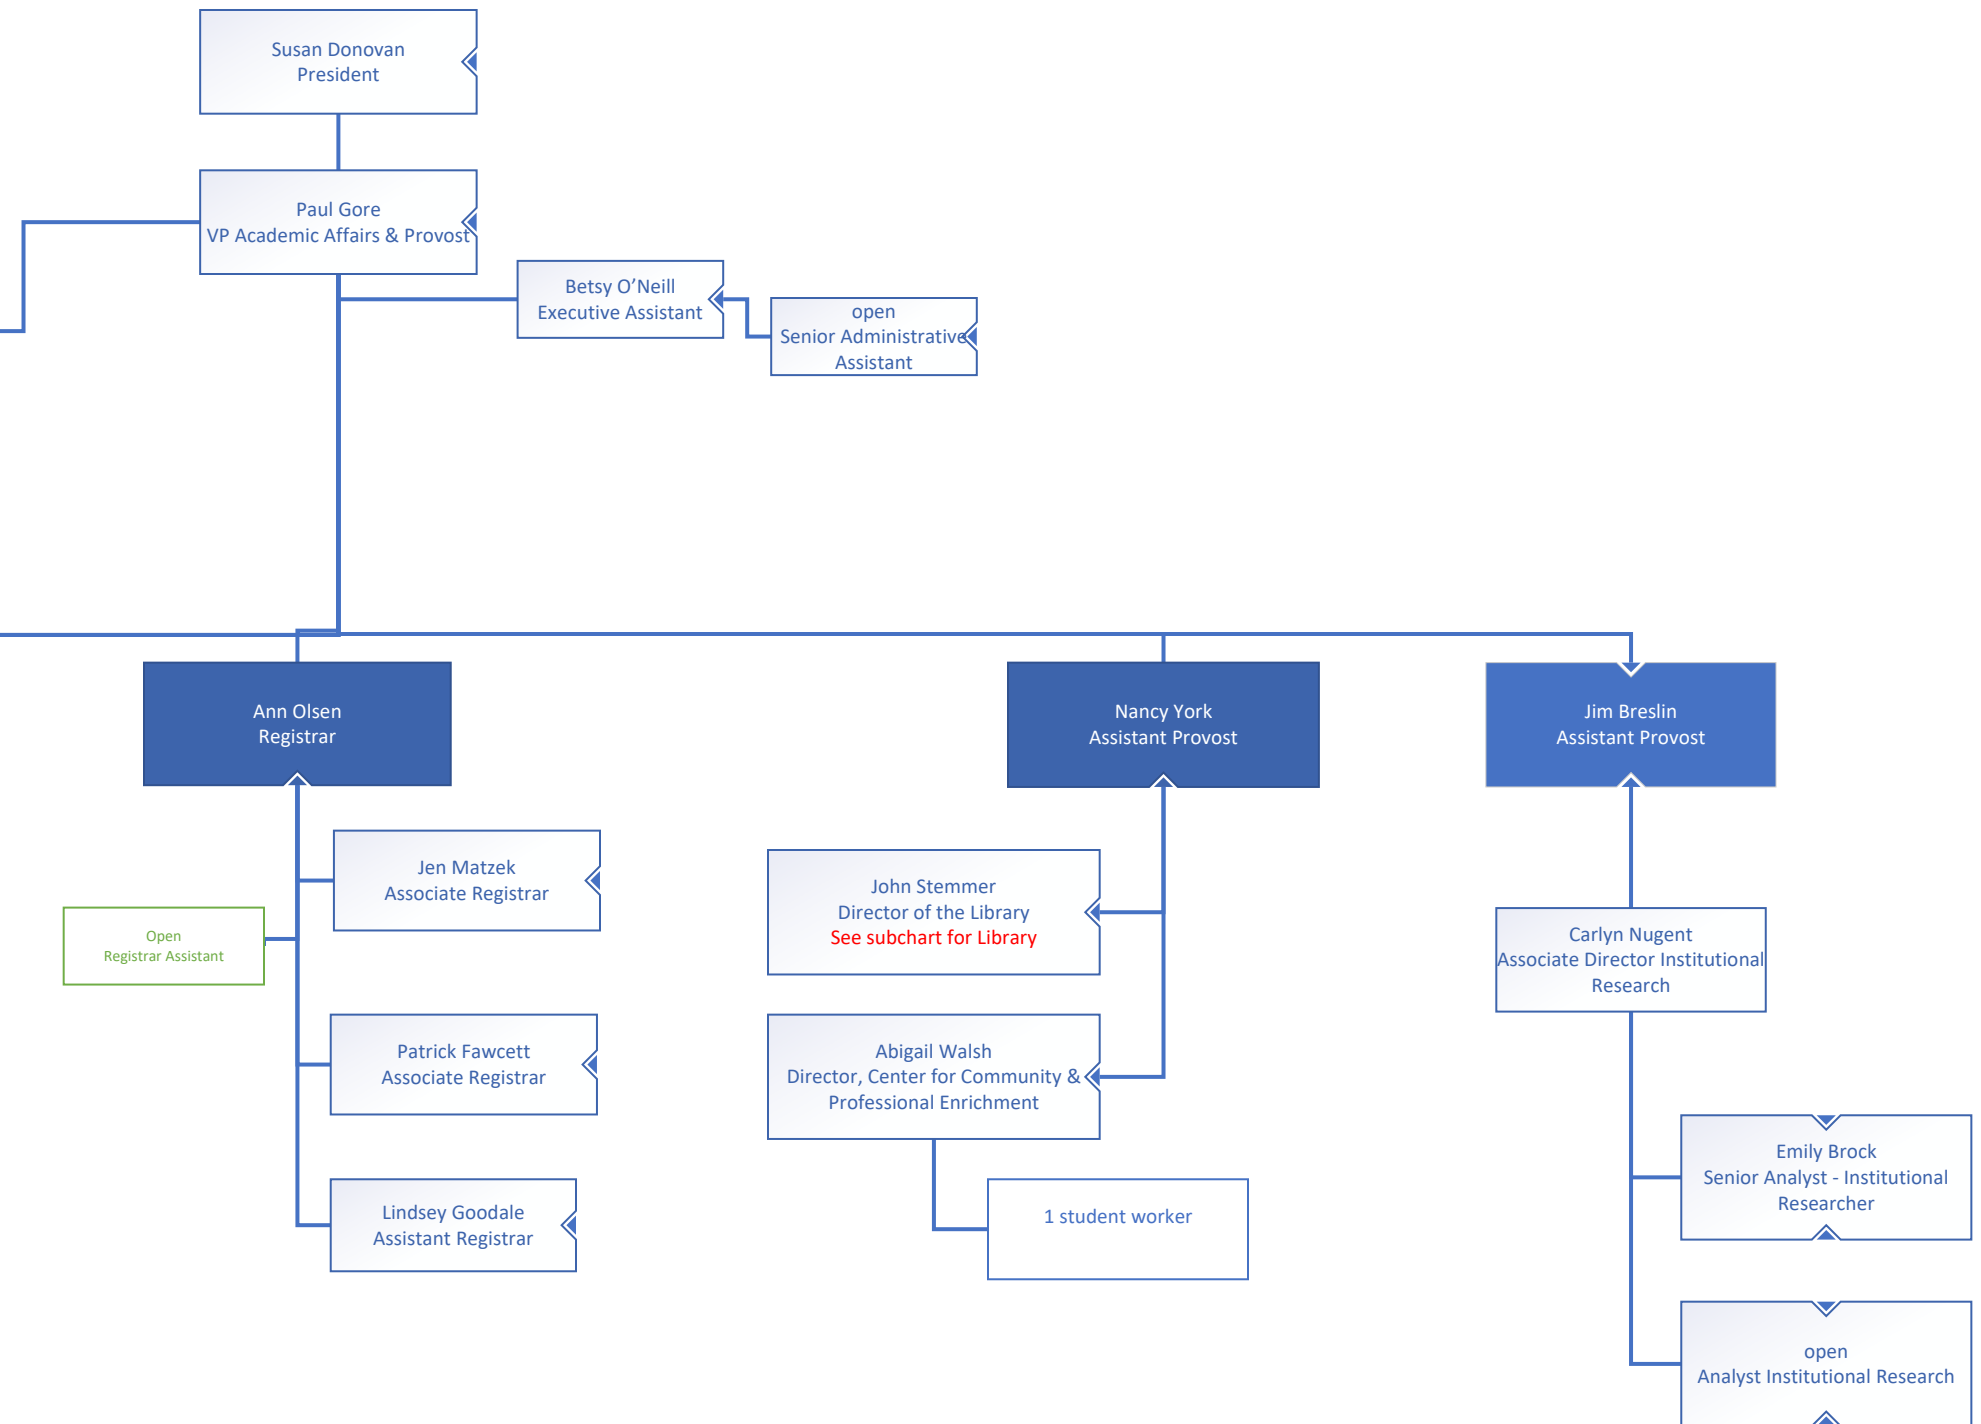 Susan Donovan
President
Paul Gore
VP Academic Affairs & Provost
Betsy O’Neill
Executive Assistant
open
Senior Administrative
Assistant
Ann Olsen
Registrar
Nancy York
Assistant Provost
Jim Breslin
Assistant Provost
Jen Matzek
Associate Registrar
Open
Registrar Assistant
Patrick Fawcett
Associate Registrar
Lindsey Goodale
Assistant Registrar
John Stemmer
Director of the Library
See subchart for Library
Abigail Walsh
Director, Center for Community &
Professional Enrichment
1 student worker
Carlyn Nugent
Associate Director Institutional
Research
Emily Brock
Senior Analyst - Institutional
Researcher
open
Analyst Institutional Research